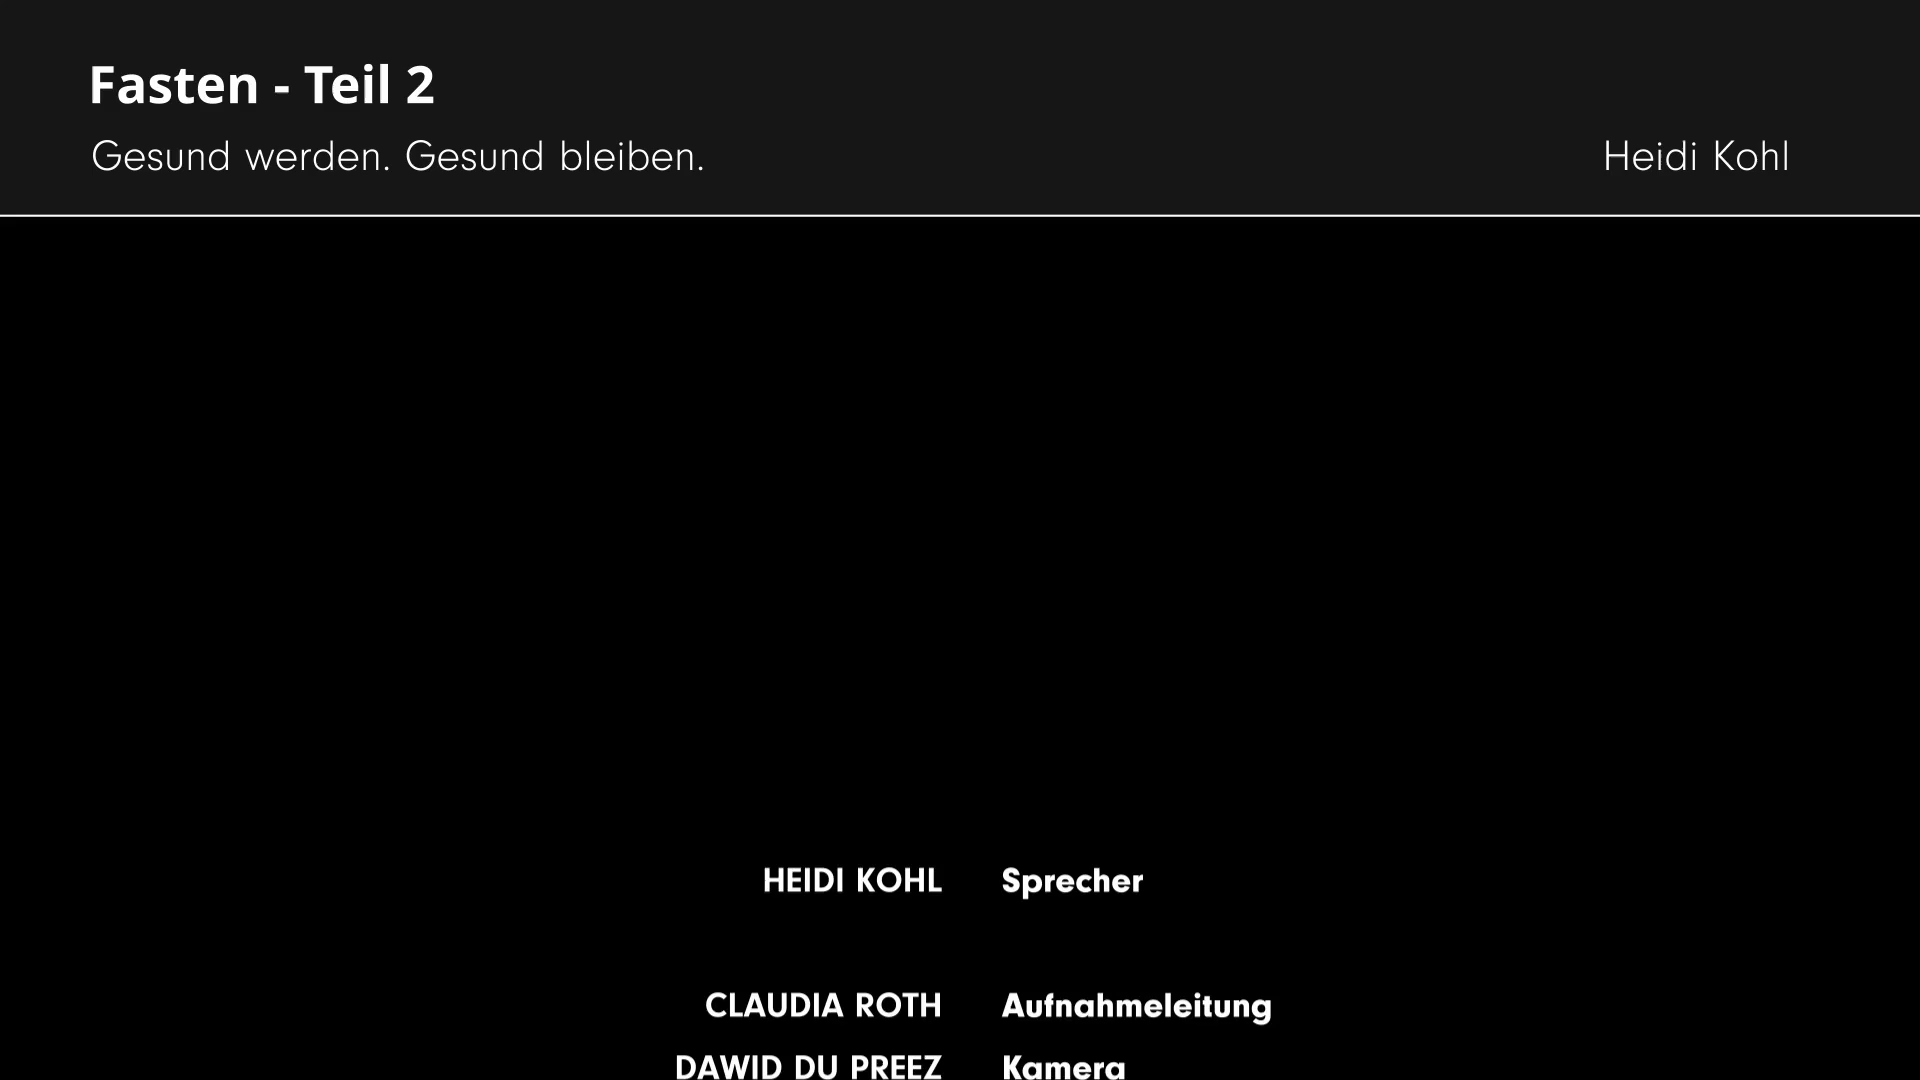 Fasten - Teil 2
Gesund werden. Gesund bleiben.
Heidi Kohl
HEIDI KOHL Sprecher
CLAUDIA ROTH Aufnahmeleitung
DAWID DU PREEZ Kamera